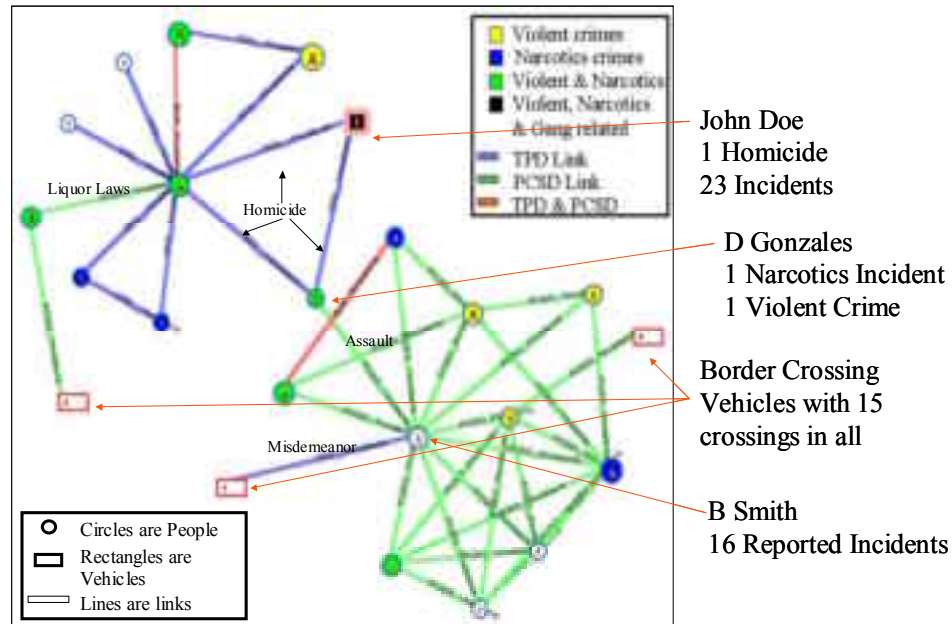 Violent crimes
Narcotics crimes
Violent & Narcotics
Violent, Narcotics
& Gang related
TPD Link
PCSD Link
TPD & PCSD
John Doe
1 Homicide
23 Incidents
Liquor Laws
Homicide
D Gonzales
1 Narcotics Incident
1 Violent Crime
Assault
Border Crossing
Vehicles with 15
crossings in all
Misdemeanor
B Smith
16 Reported Incidents
Circles are People
Rectangles are
Vehicles
Lines are links